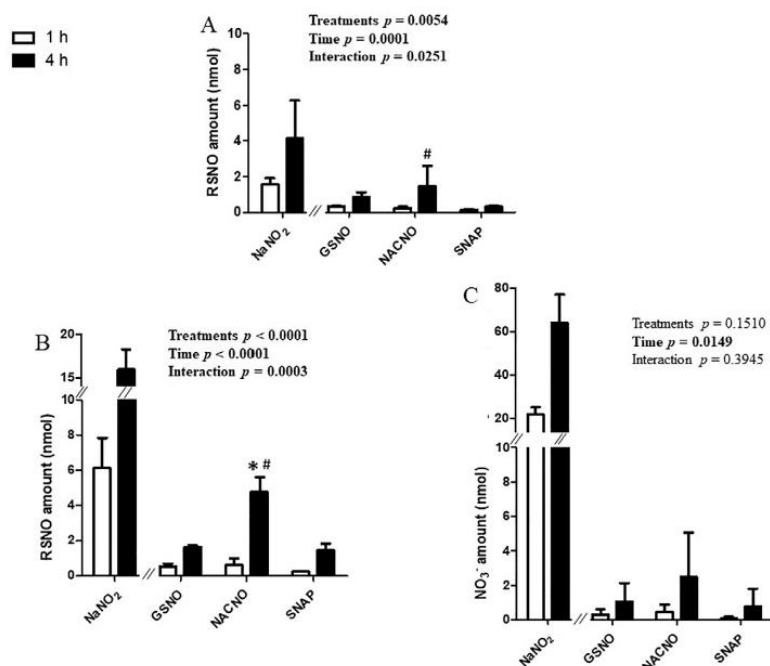 1 h
4 h
A
Treatments p = 0.0054
Time p = 0.0001
Interaction p = 0.0251
RSNO amount (nmol)
10
8
6
4
2
0
#
NaNO₂
GSNO
NACNO
SNAP
B
Treatments p < 0.0001
Time p < 0.0001
Interaction p = 0.0003
RSNO amount (nmol)
20
15
10
8
6
4
2
0
* #
NaNO₂
GSNO
NACNO
SNAP
C
Treatments p = 0.1510
Time p = 0.0149
Interaction p = 0.3945
NO₃⁻ amount (nmol)
80
60
40
20
10
8
6
4
2
0
NaNO₂
GSNO
NACNO
SNAP